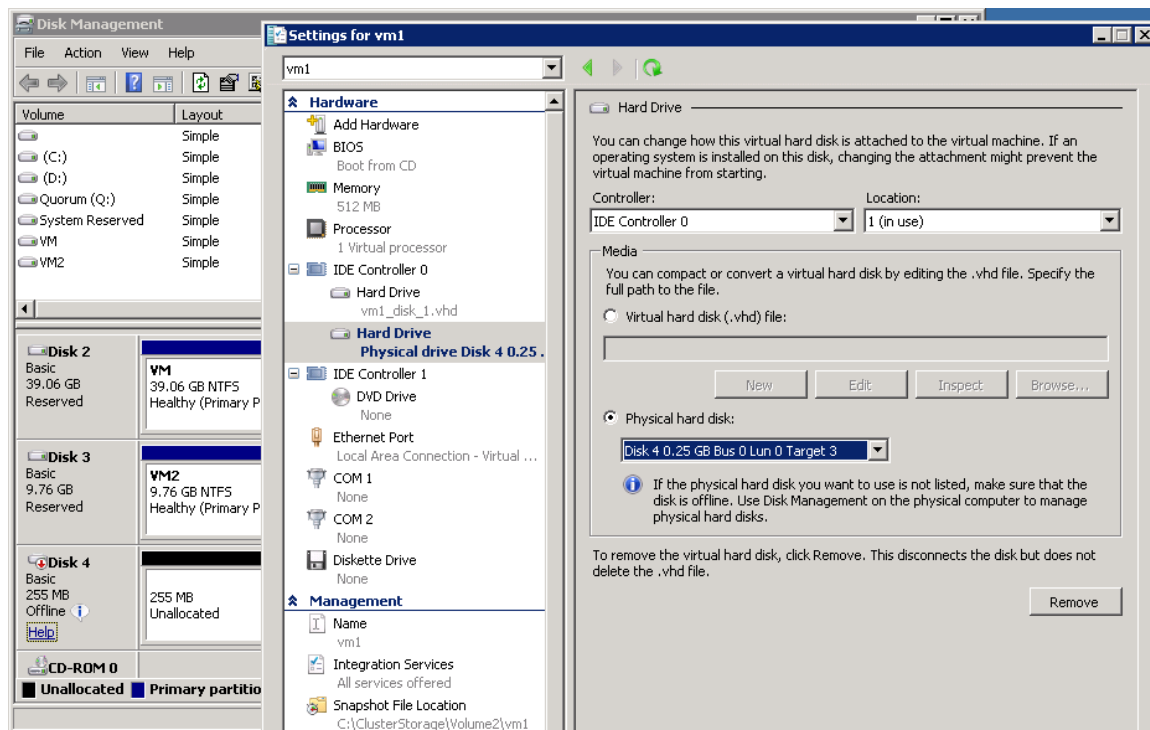 Disk Management
File Action View Help
Volume Layout
Simple
(C:) Simple
(D:) Simple
Quorum (Q:) Simple
System Reserved Simple
VM Simple
VM2 Simple
Disk 2
Basic
39.06 GB
Reserved
VM
39.06 GB NTFS
Healthy (Primary P
Disk 3
Basic
9.76 GB
Reserved
VM2
9.76 GB NTFS
Healthy (Primary P
Disk 4
Basic
255 MB
Offline
Help
255 MB
Unallocated
CD-ROM 0
Unallocated Primary partitio
Settings for vm1
vm1
Hardware
Add Hardware
BIOS
Boot from CD
Memory
512 MB
Processor
1 Virtual processor
IDE Controller 0
Hard Drive
vm1_disk_1.vhd
Hard Drive
Physical drive Disk 4 0.25 .
IDE Controller 1
DVD Drive
None
Ethernet Port
Local Area Connection - Virtual ...
COM 1
None
COM 2
None
Diskette Drive
None
Management
Name
vm1
Integration Services
All services offered
Snapshot File Location
C:\ClusterStorage\Volume2\vm1
Hard Drive
You can change how this virtual hard disk is attached to the virtual machine. If an
operating system is installed on this disk, changing the attachment might prevent the
virtual machine from starting.
Controller: Location:
IDE Controller 0 1 (in use)
Media
You can compact or convert a virtual hard disk by editing the .vhd file. Specify the
full path to the file.
Virtual hard disk (.vhd) file:
New Edit Inspect Browse...
Physical hard disk:
Disk 4 0.25 GB Bus 0 Lun 0 Target 3
If the physical hard disk you want to use is not listed, make sure that the
disk is offline. Use Disk Management on the physical computer to manage
physical hard disks.
To remove the virtual hard disk, click Remove. This disconnects the disk but does not
delete the .vhd file.
Remove